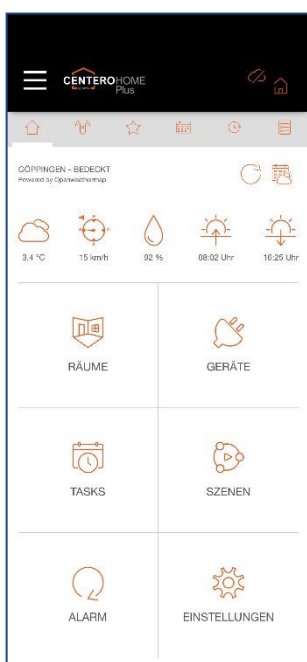 CENTEROHOME
Plus
GÖPPINGEN - BEDECKT
Powered by Openweathermap
3.4 °C 15 km/h 92 % 08:02 Uhr 16:25 Uhr
RÄUME GERÄTE
TASKS SZENEN
ALARM EINSTELLUNGEN